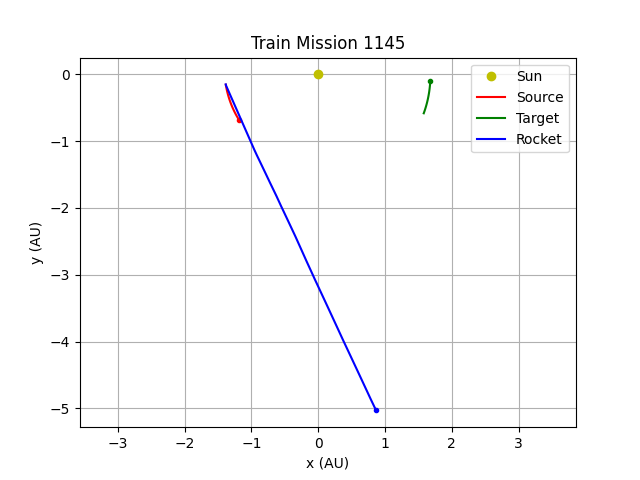 Train Mission 1145
Sun
Source
Target
Rocket
y (AU)
0
−1
−2
−3
−4
−5
−3
−2
−1
0
1
2
3
x (AU)